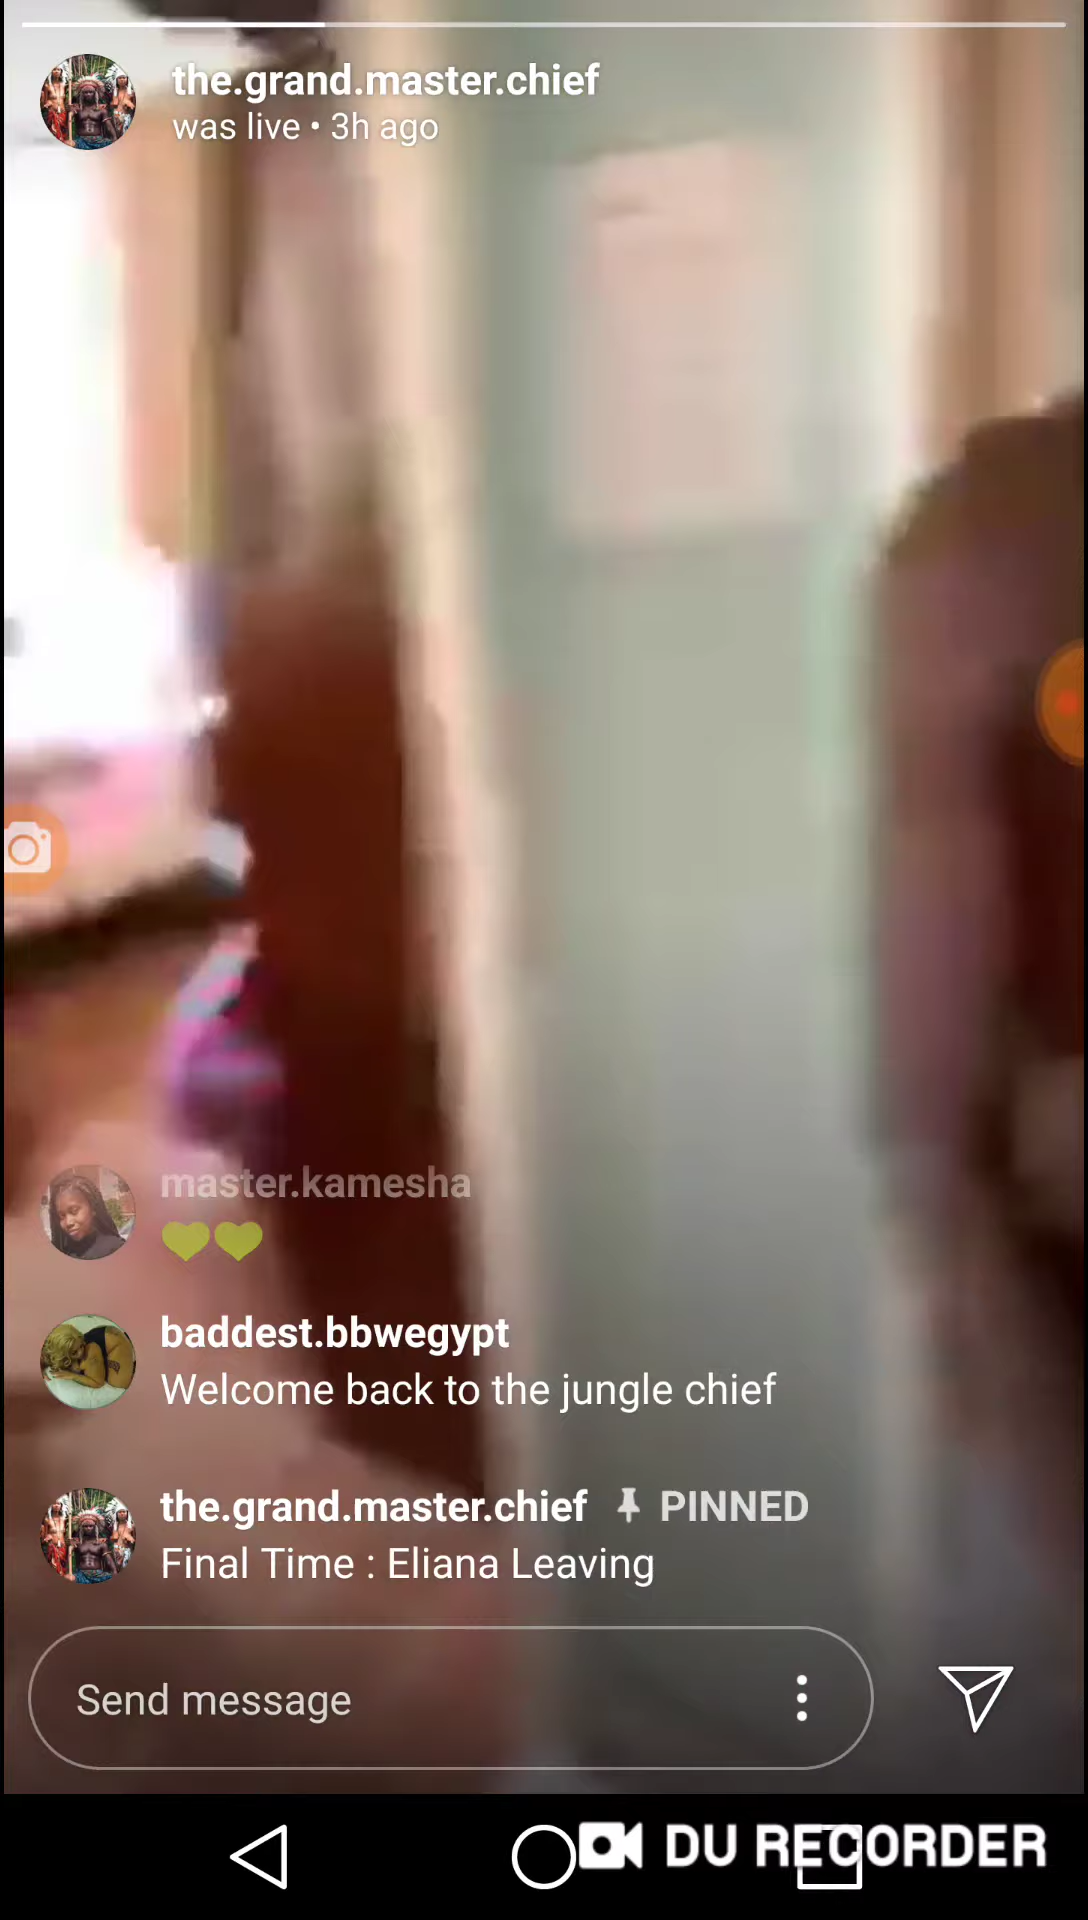 the.grand.master.chief
was live • 3h ago
master.kamesha
baddest.bbwegypt
Welcome back to the jungle chief
the.grand.master.chief PINNED
Final Time : Eliana Leaving
Send message
DU RECORDER